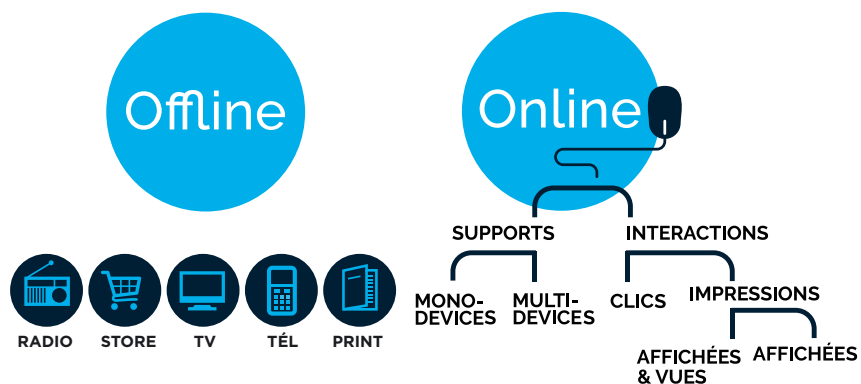 Offline
Online
SUPPORTS
INTERACTIONS
MONO-
DEVICES
MULTI-
DEVICES
CLICS
IMPRESSIONS
RADIO
STORE
TV
TÉL
PRINT
AFFICHÉES
& VUES
AFFICHÉES